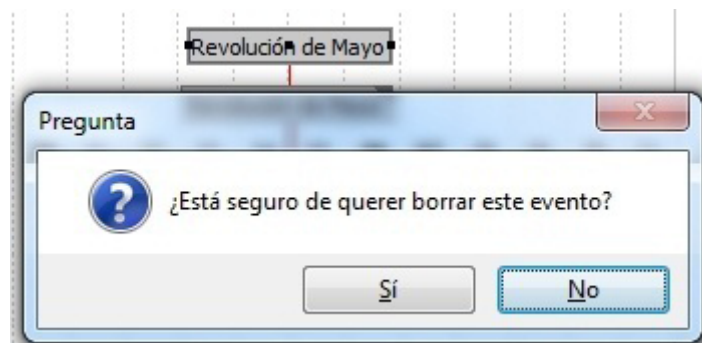 Revolución de Mayo
Pregunta
¿Está seguro de querer borrar este evento?
Sí
No